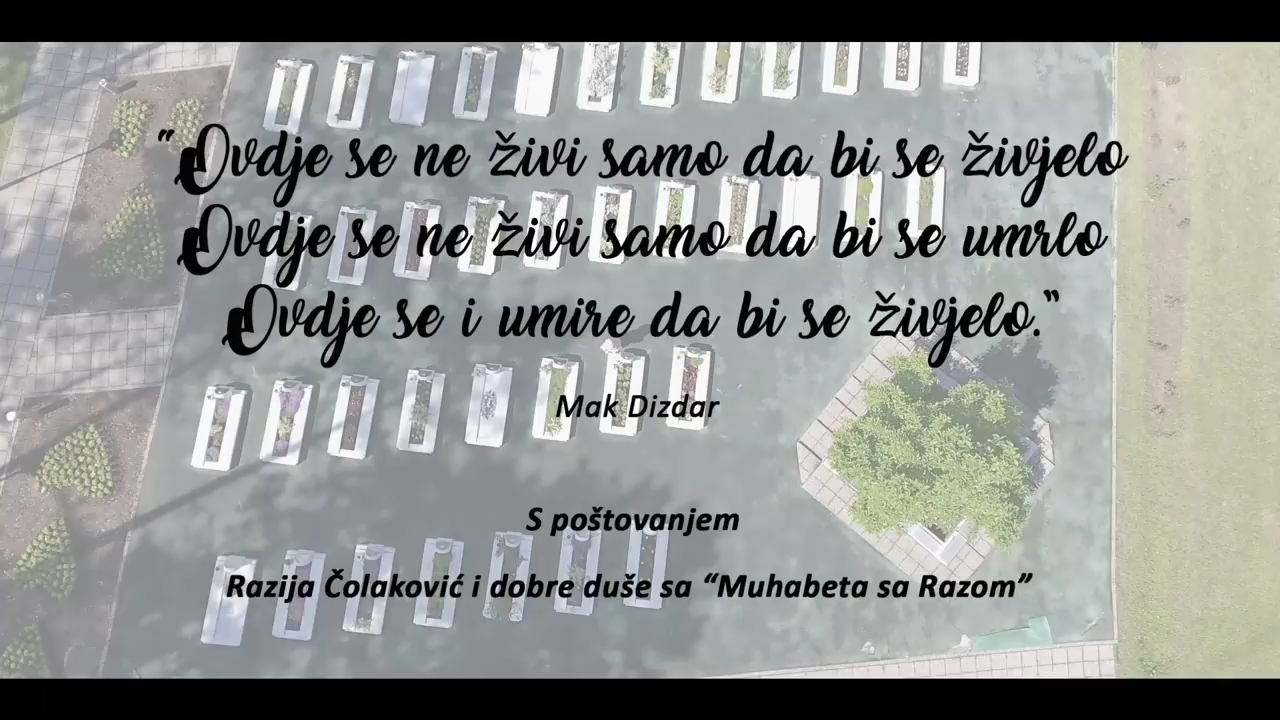 "Ovdje se ne živi samo da bi se živjelo
Ovdje se ne živi samo da bi se umrlo
Ovdje se i umire da bi se živjelo."
Mak Dizdar
S poštovanjem
Razija Čolaković i dobre duše sa “Muhabeta sa Razom”